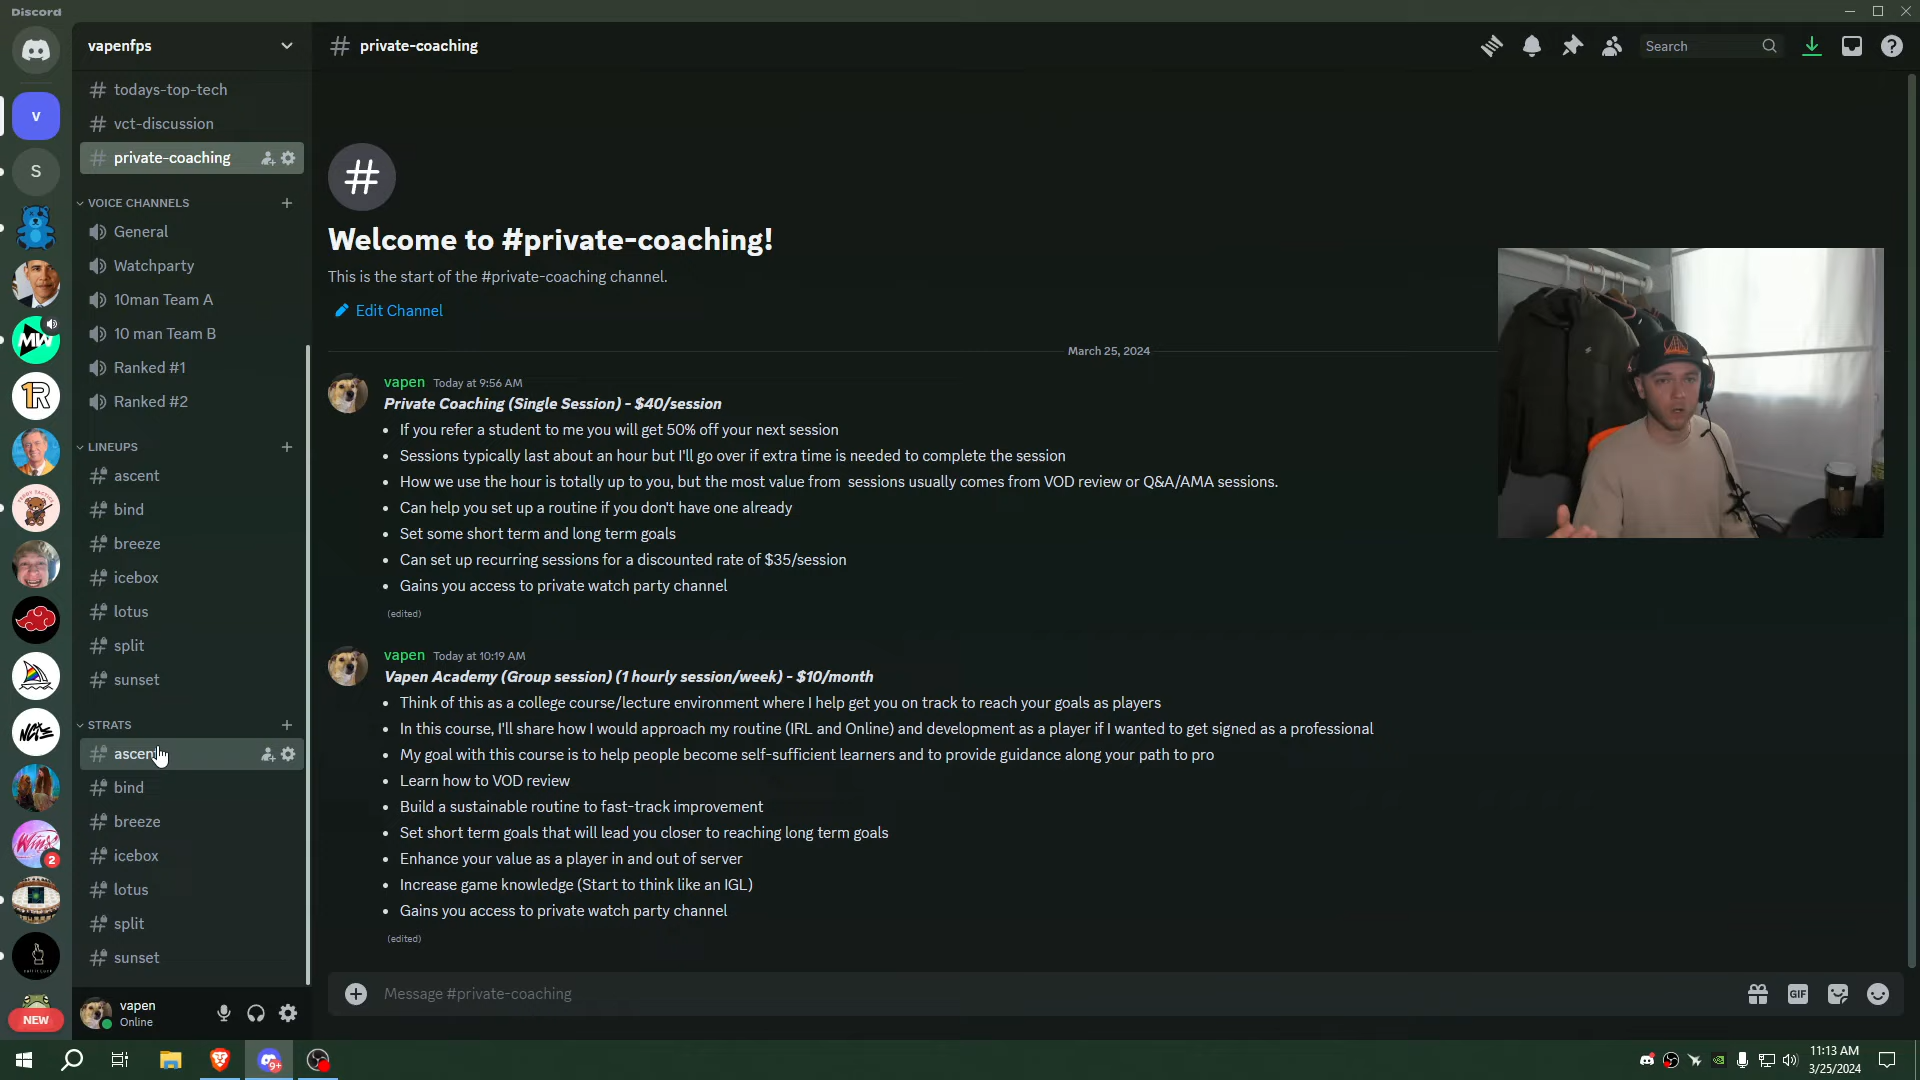 Discord
vapenfps
# private-coaching
Search
todays-top-tech
vct-discussion
private-coaching
VOICE CHANNELS
General
Watchparty
10man Team A
10 man Team B
Ranked #1
Ranked #2
LINEUPS
ascent
bind
breeze
icebox
lotus
split
sunset
STRATS
ascent
bind
breeze
icebox
lotus
split
sunset
vapen
Online
v
S
MW
1R
2
NEW
#
Welcome to #private-coaching!
This is the start of the #private-coaching channel.
Edit Channel
March 25, 2024
vapen Today at 9:56 AM
Private Coaching (Single Session) - $40/session
• If you refer a student to me you will get 50% off your next session
• Sessions typically last about an hour but I'll go over if extra time is needed to complete the session
• How we use the hour is totally up to you, but the most value from sessions usually comes from VOD review or Q&A/AMA sessions.
• Can help you set up a routine if you don't have one already
• Set some short term and long term goals
• Can set up recurring sessions for a discounted rate of $35/session
• Gains you access to private watch party channel
(edited)
vapen Today at 10:19 AM
Vapen Academy (Group session) (1 hourly session/week) - $10/month
• Think of this as a college course/lecture environment where I help get you on track to reach your goals as players
• In this course, I'll share how I would approach my routine (IRL and Online) and development as a player if I wanted to get signed as a professional
• My goal with this course is to help people become self-sufficient learners and to provide guidance along your path to pro
• Learn how to VOD review
• Build a sustainable routine to fast-track improvement
• Set short term goals that will lead you closer to reaching long term goals
• Enhance your value as a player in and out of server
• Increase game knowledge (Start to think like an IGL)
• Gains you access to private watch party channel
(edited)
Message #private-coaching
GIF
9+
11:13 AM
3/25/2024